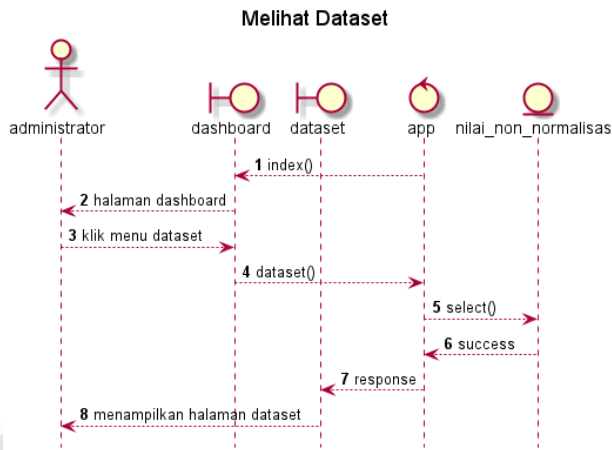 Melihat Dataset
administrator
dashboard
dataset
app
nilai_non_normalisas
1 index()
2 halaman dashboard
3 klik menu dataset
4 dataset()
5 select()
6 success
7 response
8 menampilkan halaman dataset